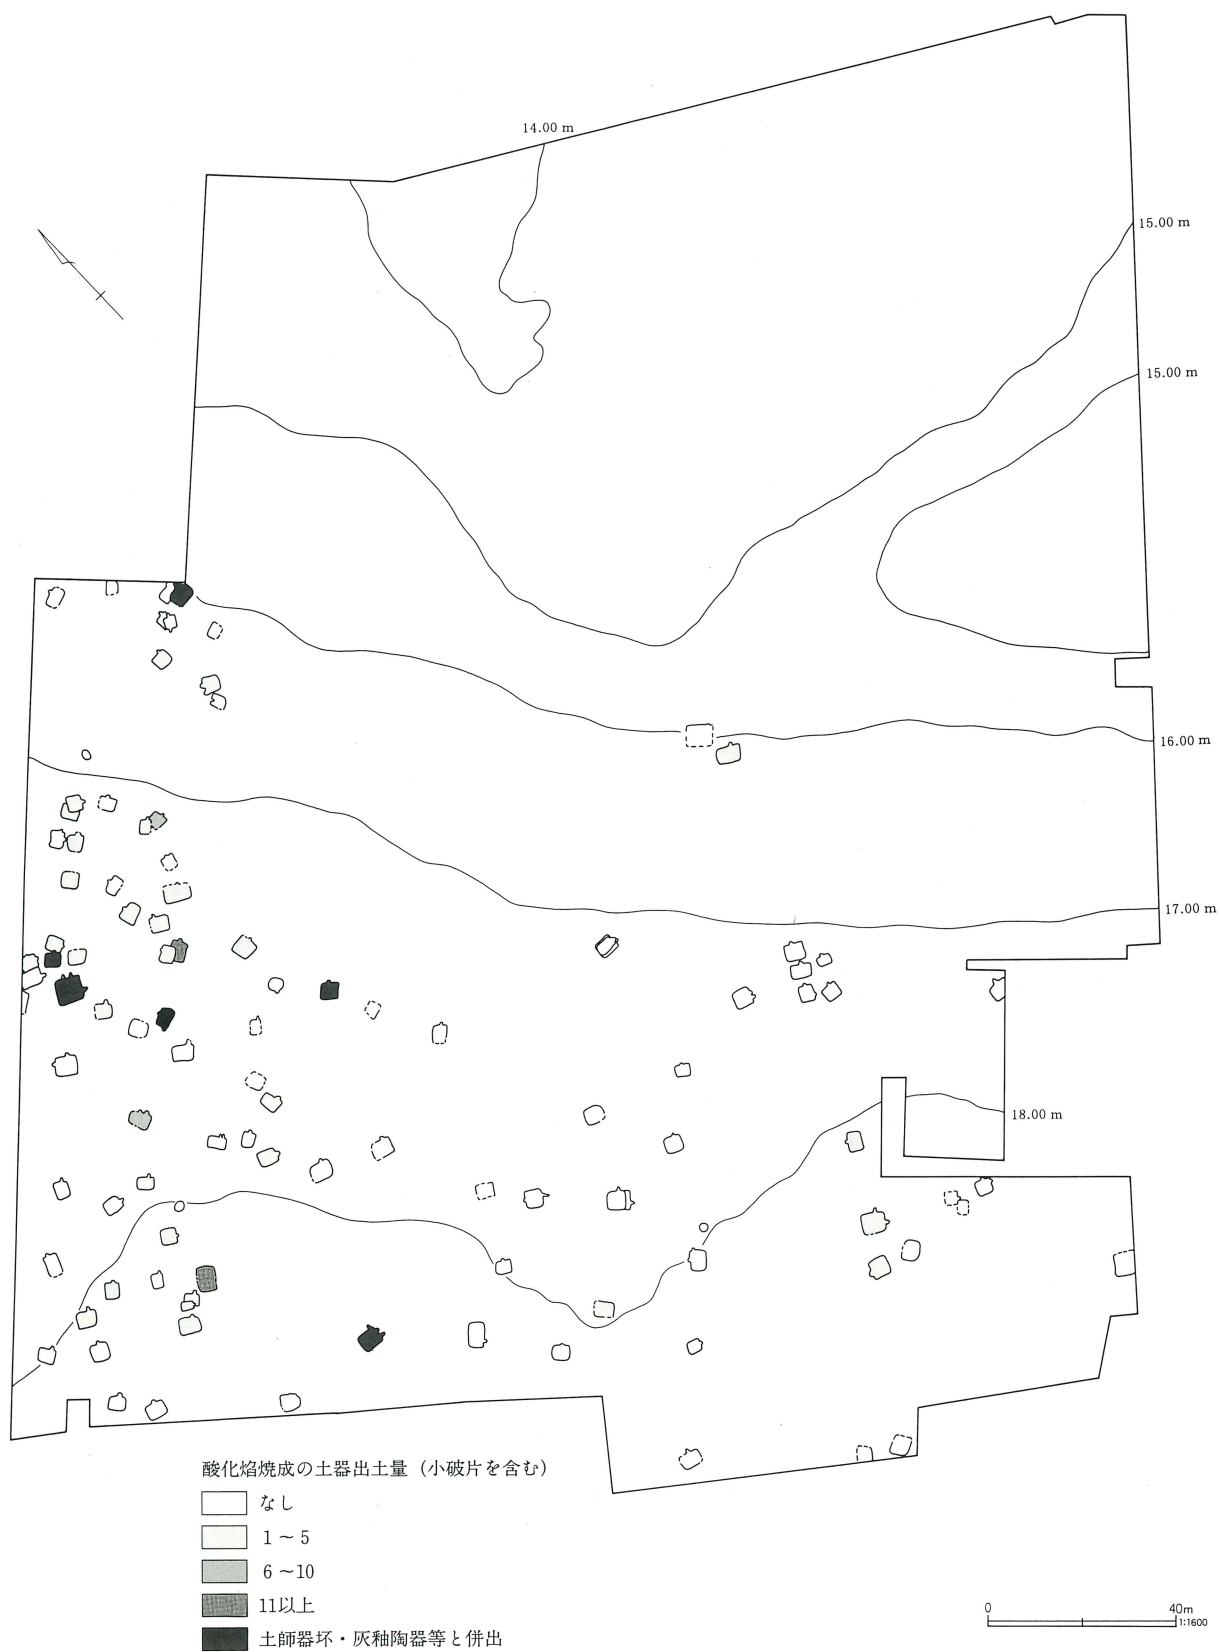 14.00 m
15.00 m
15.00 m
16.00 m
17.00 m
18.00 m
酸化焰焼成の土器出土量（小破片を含む）
なし
1～5
6～10
11以上
土師器坏・灰釉陶器等と併出
0 40m
1:1600